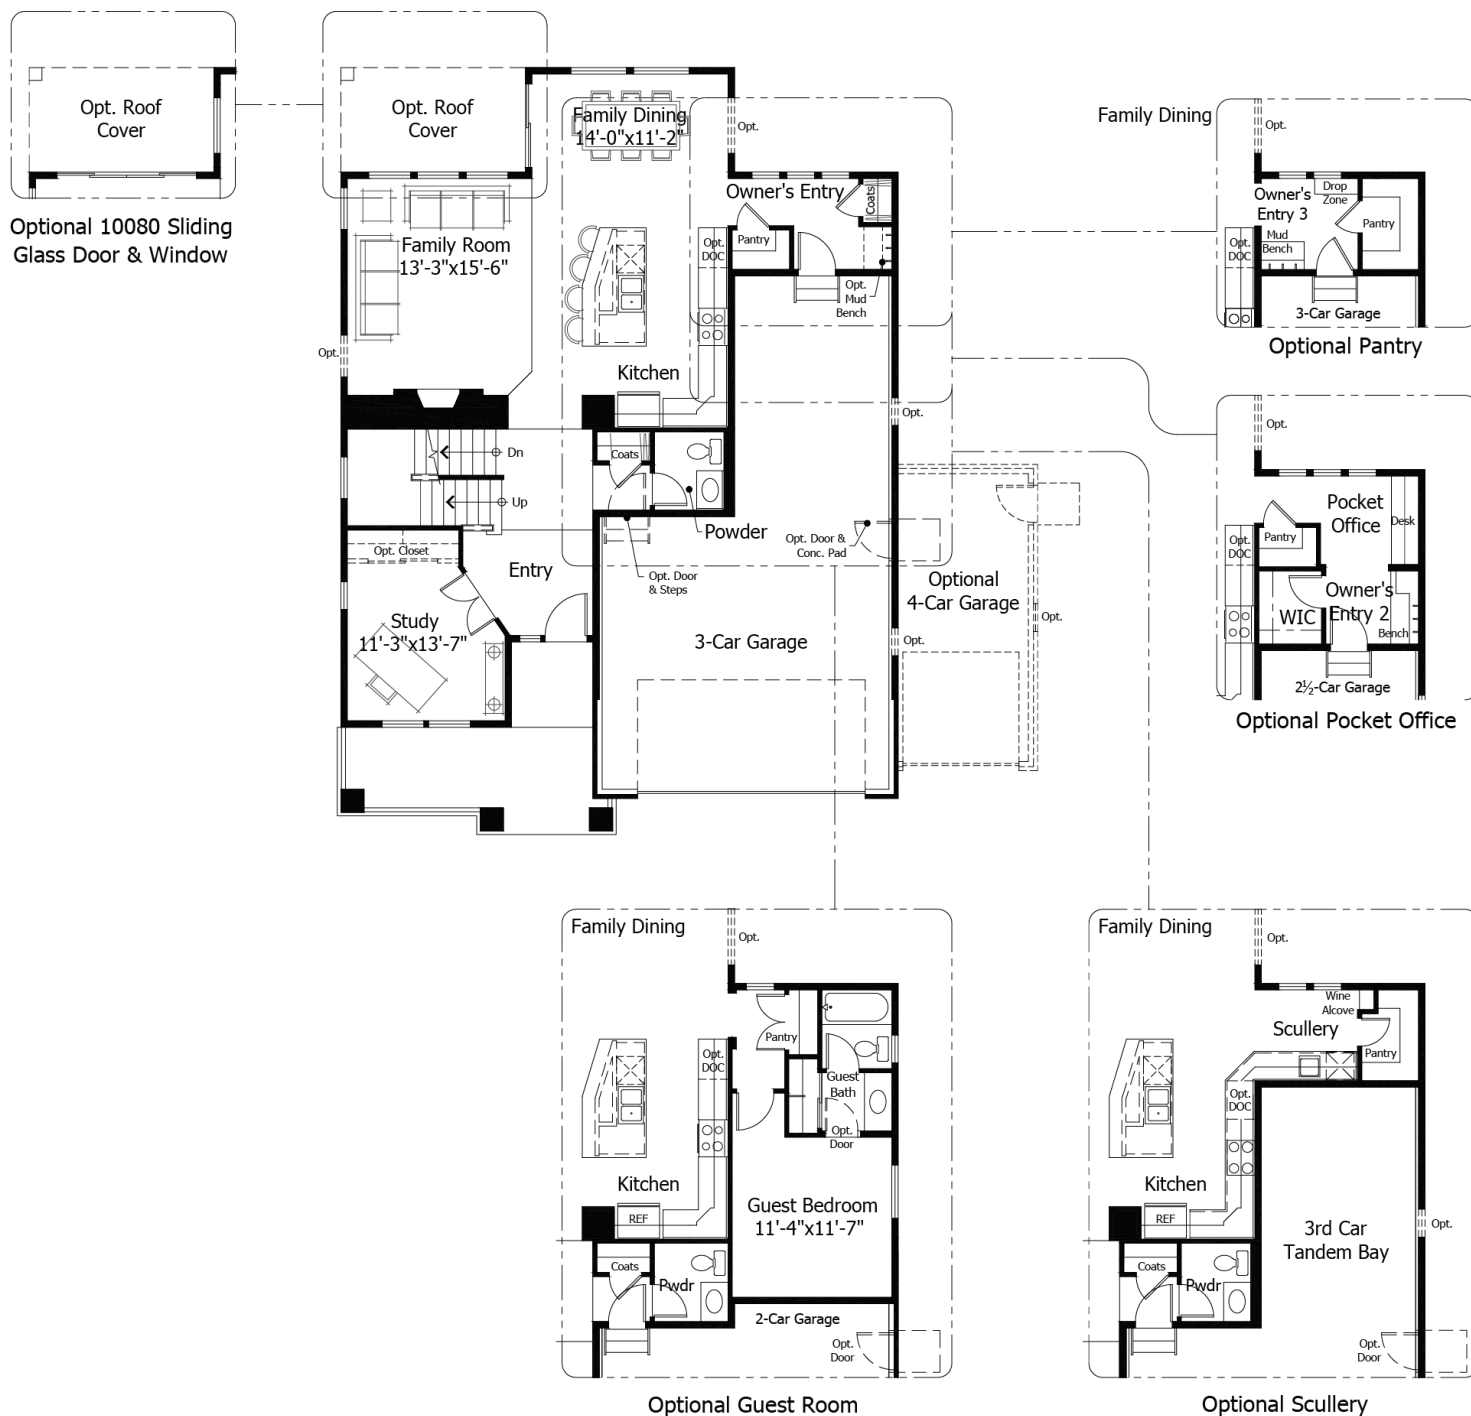 Opt. Roof
Cover
Optional 10080 Sliding
Glass Door & Window
Opt. Roof
Cover
Family Dining
14'-0"x11'-2"
Opt.
Owner's Entry
Coats
Pantry
Opt.
DOC
Opt.
Mud
Bench
Family Room
13'-3"x15'-6"
Opt.
Kitchen
Opt.
Coats
Dn
Up
Powder
Opt. Closet
Entry
Opt. Door
& Steps
Opt. Door &
Conc. Pad
Study
11'-3"x13'-7"
3-Car Garage
Opt.
Optional
4-Car Garage
Opt.
Family Dining
Opt.
Owner's
Entry 3
Drop
Zone
Pantry
Mud
Bench
Opt.
DOC
3-Car Garage
Optional Pantry
Opt.
Pocket
Office
Desk
Pantry
Opt.
DOC
Owner's
Entry 2
WIC
Bench
2½-Car Garage
Optional Pocket Office
Family Dining
Opt.
Pantry
Opt.
DOC
Guest
Bath
Opt.
Door
Kitchen
REF
Guest Bedroom
11'-4"x11'-7"
Coats
Pwdr
2-Car Garage
Opt.
Door
Optional Guest Room
Family Dining
Opt.
Wine
Alcove
Scullery
Pantry
Opt.
DOC
Kitchen
REF
3rd Car
Tandem Bay
Opt.
Coats
Pwdr
Opt.
Door
Optional Scullery